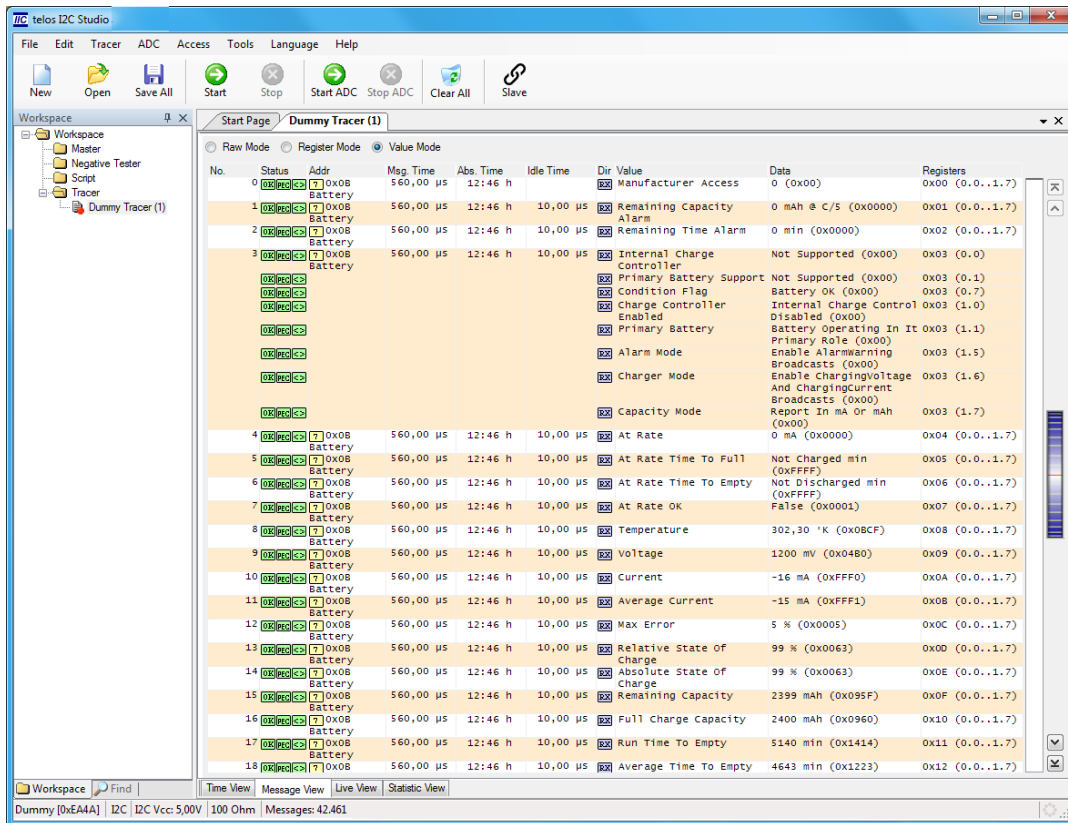 IIC telos I2C Studio
File Edit Tracer ADC Access Tools Language Help
New Open Save All Start Stop Start ADC Stop ADC Clear All Slave
Workspace
Workspace
Master
Negative Tester
Script
Tracer
Dummy Tracer (1)
Start Page Dummy Tracer (1)
Raw Mode Register Mode Value Mode
No. Status Addr Msg. Time Abs. Time Idle Time Dir Value Data Registers
0 OK PEC <> ? 0x0B 560,00 µs 12:46 h RX Manufacturer Access 0 (0x00) 0x00 (0.0..1.7)
Battery
1 OK PEC <> ? 0x0B 560,00 µs 12:46 h 10,00 µs RX Remaining Capacity 0 mAh @ C/5 (0x0000) 0x01 (0.0..1.7)
Battery Alarm
2 OK PEC <> ? 0x0B 560,00 µs 12:46 h 10,00 µs RX Remaining Time Alarm 0 min (0x0000) 0x02 (0.0..1.7)
Battery
3 OK PEC <> ? 0x0B 560,00 µs 12:46 h 10,00 µs RX Internal Charge Not Supported (0x00) 0x03 (0.0)
Battery Controller
OK PEC <> RX Primary Battery Support Not Supported (0x00) 0x03 (0.1)
OK PEC <> RX Condition Flag Battery OK (0x00) 0x03 (0.7)
OK PEC <> RX Charge Controller Internal Charge Control 0x03 (1.0)
Enabled Disabled (0x00)
OK PEC <> RX Primary Battery Battery Operating In It 0x03 (1.1)
Primary Role (0x00)
OK PEC <> RX Alarm Mode Enable AlarmWarning 0x03 (1.5)
Broadcasts (0x00)
OK PEC <> RX Charger Mode Enable ChargingVoltage 0x03 (1.6)
And ChargingCurrent
Broadcasts (0x00)
OK PEC <> RX Capacity Mode Report In mA Or mAh 0x03 (1.7)
(0x00)
4 OK PEC <> ? 0x0B 560,00 µs 12:46 h 10,00 µs RX At Rate 0 mA (0x0000) 0x04 (0.0..1.7)
Battery
5 OK PEC <> ? 0x0B 560,00 µs 12:46 h 10,00 µs RX At Rate Time To Full Not Charged min 0x05 (0.0..1.7)
Battery (0xFFFF)
6 OK PEC <> ? 0x0B 560,00 µs 12:46 h 10,00 µs RX At Rate Time To Empty Not Discharged min 0x06 (0.0..1.7)
Battery (0xFFFF)
7 OK PEC <> ? 0x0B 560,00 µs 12:46 h 10,00 µs RX At Rate OK False (0x0001) 0x07 (0.0..1.7)
Battery
8 OK PEC <> ? 0x0B 560,00 µs 12:46 h 10,00 µs RX Temperature 302,30 °K (0x0BCF) 0x08 (0.0..1.7)
Battery
9 OK PEC <> ? 0x0B 560,00 µs 12:46 h 10,00 µs RX Voltage 1200 mV (0x04B0) 0x09 (0.0..1.7)
Battery
10 OK PEC <> ? 0x0B 560,00 µs 12:46 h 10,00 µs RX Current -16 mA (0xFFF0) 0x0A (0.0..1.7)
Battery
11 OK PEC <> ? 0x0B 560,00 µs 12:46 h 10,00 µs RX Average Current -15 mA (0xFFF1) 0x0B (0.0..1.7)
Battery
12 OK PEC <> ? 0x0B 560,00 µs 12:46 h 10,00 µs RX Max Error 5 % (0x0005) 0x0C (0.0..1.7)
Battery
13 OK PEC <> ? 0x0B 560,00 µs 12:46 h 10,00 µs RX Relative State Of 99 % (0x0063) 0x0D (0.0..1.7)
Battery Charge
14 OK PEC <> ? 0x0B 560,00 µs 12:46 h 10,00 µs RX Absolute State Of 99 % (0x0063) 0x0E (0.0..1.7)
Battery Charge
15 OK PEC <> ? 0x0B 560,00 µs 12:46 h 10,00 µs RX Remaining Capacity 2399 mAh (0x095F) 0x0F (0.0..1.7)
Battery
16 OK PEC <> ? 0x0B 560,00 µs 12:46 h 10,00 µs RX Full Charge Capacity 2400 mAh (0x0960) 0x10 (0.0..1.7)
Battery
17 OK PEC <> ? 0x0B 560,00 µs 12:46 h 10,00 µs RX Run Time To Empty 5140 min (0x1414) 0x11 (0.0..1.7)
Battery
18 OK PEC <> ? 0x0B 560,00 µs 12:46 h 10,00 µs RX Average Time To Empty 4643 min (0x1223) 0x12 (0.0..1.7)
Workspace Find Time View Message View Live View Statistic View
Dummy [0xEA4A] I2C I2C Vcc: 5,00V 100 Ohm Messages: 42.461